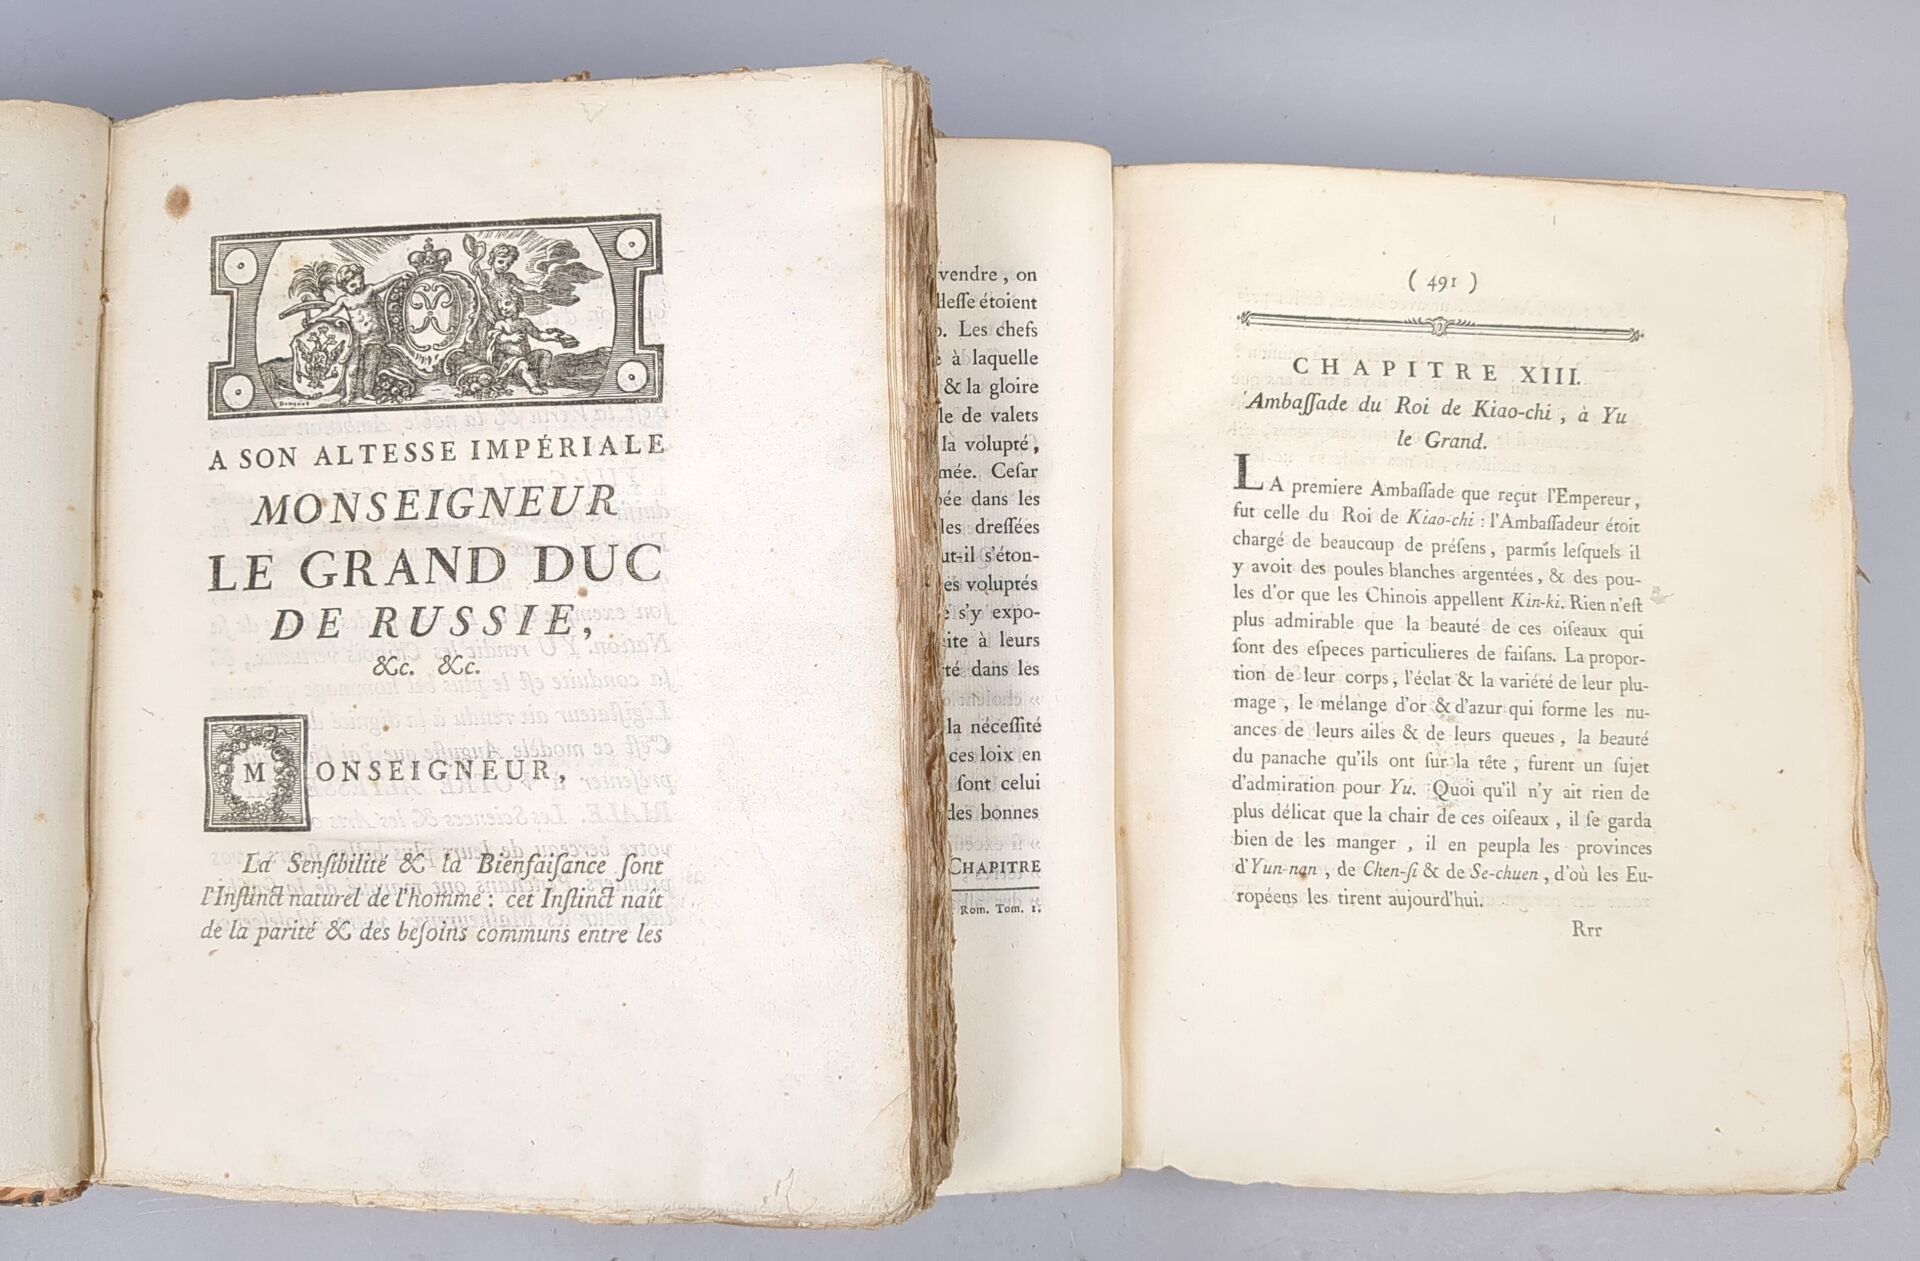 Donquot
A SON ALTESSE IMPÉRIALE
MONSEIGNEUR
LE GRAND DUC
DE RUSSIE,
&c. &c.
MONSEIGNEUR,
La Senſibilité & la Bienfaiſance ſont
l'Inſtinct naturel de l'homme : cet Inſtinct naît
de la parité & des beſoins communs entre les
vendre, on
étoient
. Les chefs
à laquelle
& la gloire
le de valets
la volupté,
Ceſar
dans les
les dreſſées
s'éton-
voluptés
s'y expo-
à leurs
dans les
la néceſſité
ces loix en
ſont celui
des bonnes
CHAPITRE
Rom. Tom. I.
( 491 )
CHAPITRE XIII.
Ambaſſade du Roi de Kiao-chi, à Yu
le Grand.
LA premiere Ambaſſade que reçut l'Empereur,
fut celle du Roi de Kiao-chi : l'Ambaſſadeur étoit
chargé de beaucoup de préſens, parmis leſquels il
y avoit des poules blanches argentées, & des pou-
les d'or que les Chinois appellent Kin-ki. Rien n'eſt
plus admirable que la beauté de ces oiſeaux qui
ſont des eſpeces particulieres de faiſans. La propor-
tion de leur corps, l'éclat & la variété de leur plu-
mage, le mélange d'or & d'azur qui forme les nu-
ances de leurs ailes & de leurs queues, la beauté
du panache qu'ils ont ſur la tête, furent un ſujet
d'admiration pour Yu. Quoi qu'il n'y ait rien de
plus délicat que la chair de ces oiſeaux, il ſe garda
bien de les manger, il en peupla les provinces
d'Yun-nan, de Chen-ſi & de Se-chuen, d'où les Eu-
ropéens les tirent aujourd'hui.
Rrr